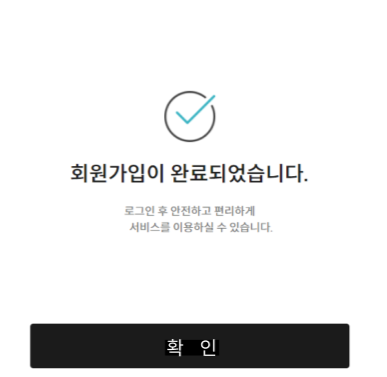 회원가입이 완료되었습니다.
로그인 후 안전하고 편리하게
서비스를 이용하실 수 있습니다.
확 인